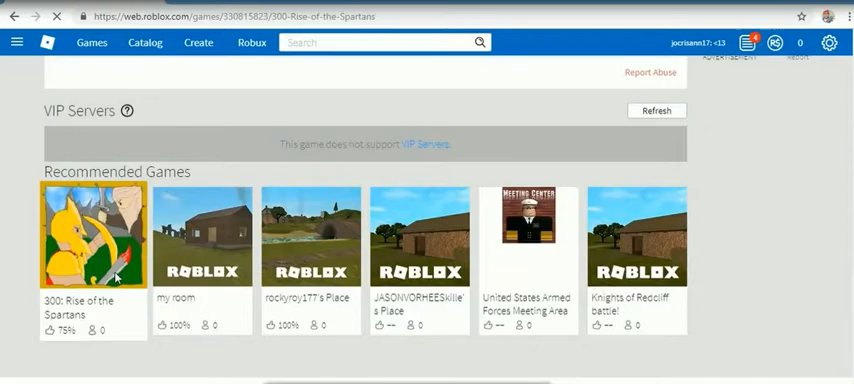 https://web.roblox.com/games/330815823/300-Rise-of-the-Spartans
Games Catalog Create Robux Search jocrisann17: <13 4 R$ 0
ADVERTISEMENT Report
Report Abuse
VIP Servers ? Refresh
This game does not support VIP Servers.
Recommended Games
MEETING CENTER
ROBLOX ROBLOX ROBLOX ROBLOX
300: Rise of the Spartans
75% 0
my room
100% 0
rockyroy177's Place
100% 0
JASONVORHEESkille's Place
-- 0
United States Armed Forces Meeting Area
-- 0
Knights of Redcliff battle!
-- 0